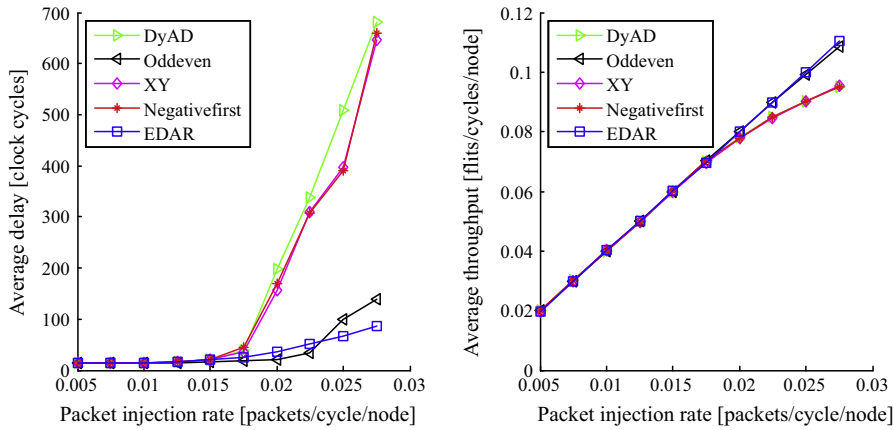 700
600
500
400
300
200
100
0
0.005
0.01
0.015
0.02
0.025
0.03
Average delay [clock cycles]
Packet injection rate [packets/cycle/node]
DyAD
Oddeven
XY
Negativefirst
EDAR
0.12
0.1
0.08
0.06
0.04
0.02
0
0.005
0.01
0.015
0.02
0.025
0.03
Average throughput [flits/cycles/node]
Packet injection rate [packets/cycle/node]
DyAD
Oddeven
XY
Negativefirst
EDAR